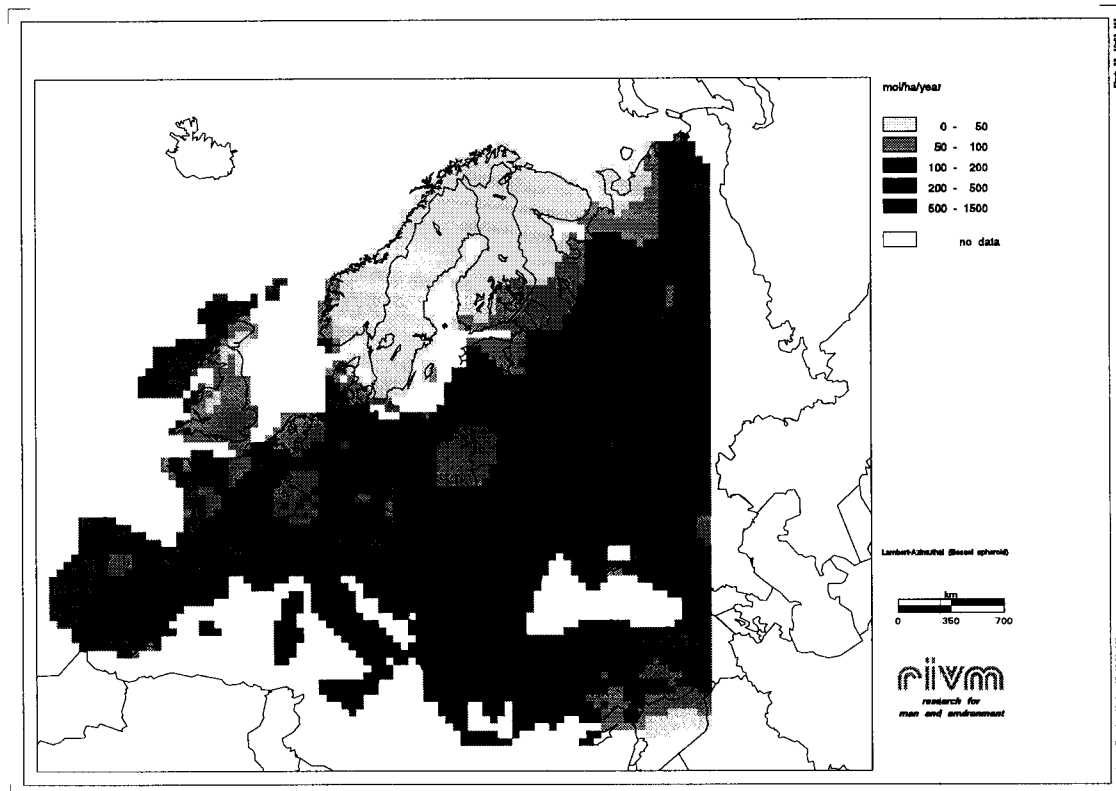 mol/ha/year
0 - 50
50 - 100
100 - 200
200 - 500
500 - 1500
no data
Lambert-Azimuthal (Bessel spheroid)
km
0 350 700
riivm
research for
man and environment